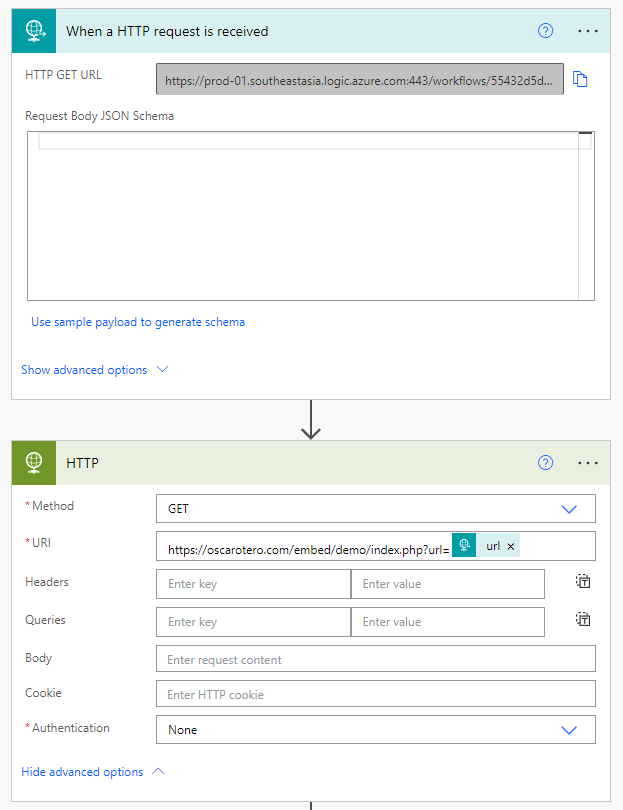 When a HTTP request is received
HTTP GET URL
https://prod-01.southeastasia.logic.azure.com:443/workflows/55432d5d...
Request Body JSON Schema
Use sample payload to generate schema
Show advanced options
HTTP
* Method
GET
* URI
https://oscarotero.com/embed/demo/index.php?url= url ×
Headers
Enter key
Enter value
Queries
Enter key
Enter value
Body
Enter request content
Cookie
Enter HTTP cookie
* Authentication
None
Hide advanced options